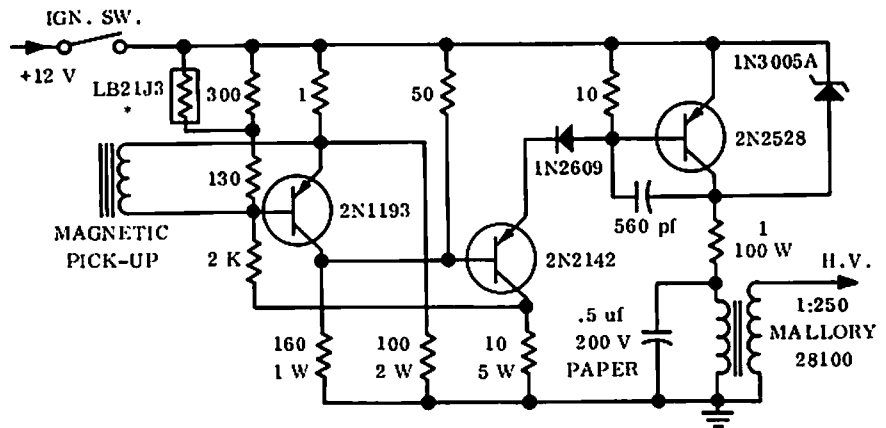 IGN. SW.
+12 V
LB21J3
*
300
1
50
10
1N3005A
2N2528
1N2609
130
2N1193
MAGNETIC
PICK-UP
2 K
2N2142
560 pf
1
100 W
H.V.
1:250
MALLORY
28100
.5 uf
200 V
PAPER
160
1 W
100
2 W
10
5 W